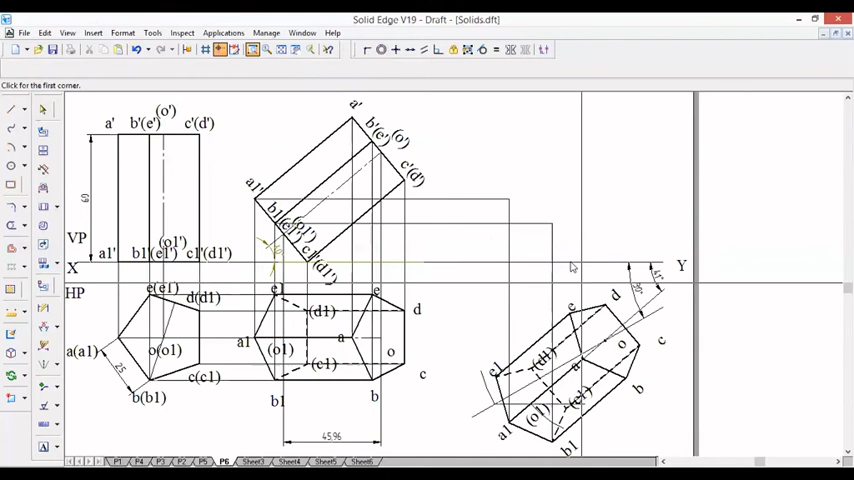 Solid Edge V19 - Draft - [Solids.dft]
File Edit View Insert Format Tools Inspect Applications Manage Window Help
Click for the first corner.
(o')
a' b'(e') c'(d')
a'
b'(e') (o')
c'(d')
60
a1'
b1'(e1') (o1')
c1'(d1')
(o1')
VP
a1' b1'(e1') c1'(d1')
X Y
HP
e(e1)
d(d1)
a(a1)
o(o1)
25
c(c1)
b(b1)
e1 e
(d1) d
a1 a
(o1) o
(c1) c
b1 b
45,96
30°
41°
e d
o c
e1 (d1) a
b
(o1) (c1)
a1
b1
P1 P3 P2 P5 P6 Sheet3 Sheet4 Sheet5 Sheet6